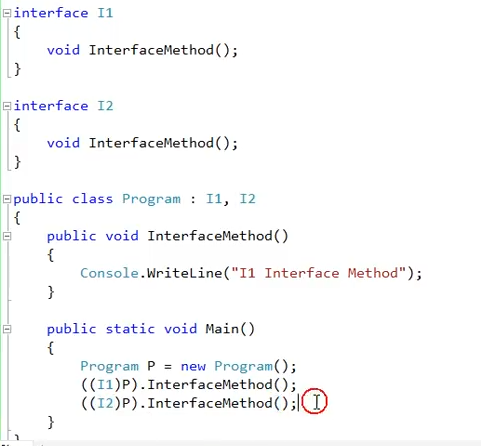 interface I1
{
    void InterfaceMethod();
}
interface I2
{
    void InterfaceMethod();
}
public class Program : I1, I2
{
    public void InterfaceMethod()
    {
        Console.WriteLine("I1 Interface Method");
    }
    public static void Main()
    {
        Program P = new Program();
        ((I1)P).InterfaceMethod();
        ((I2)P).InterfaceMethod();
    }
}